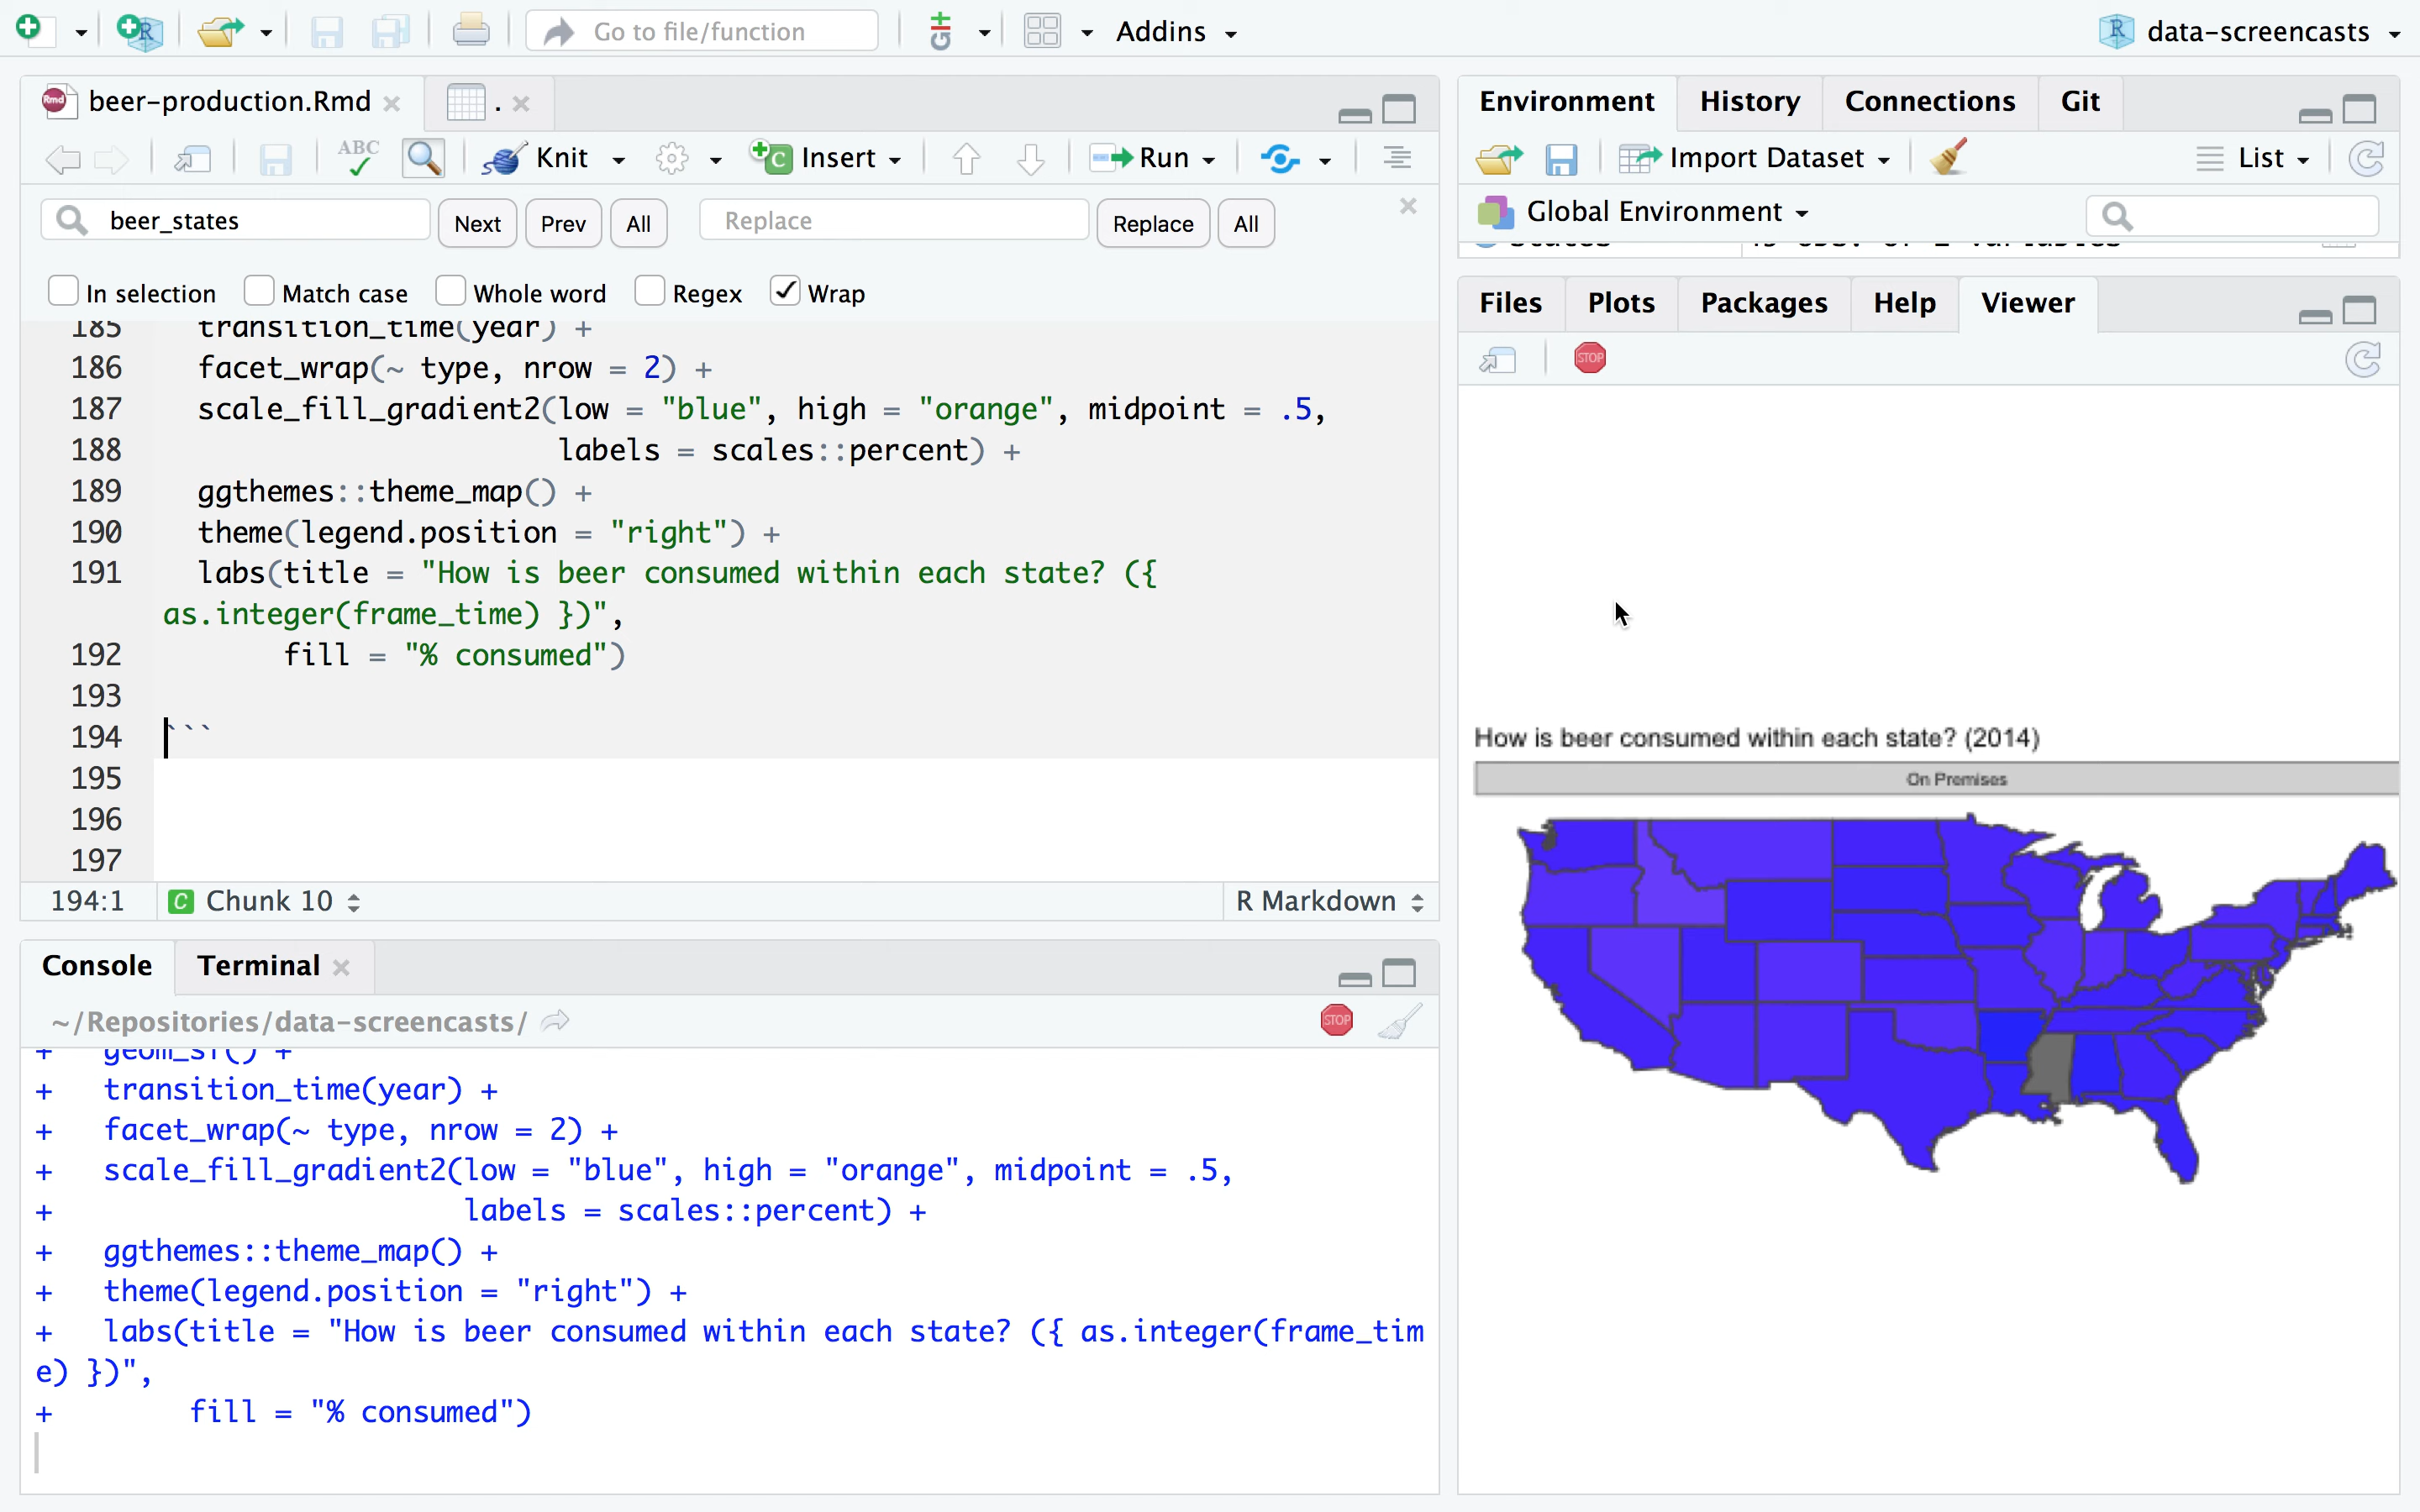 Go to file/function
Addins
data-screencasts
beer-production.Rmd
.
ABC
Knit
Insert
Run
beer_states
Next
Prev
All
Replace
Replace
All
In selection
Match case
Whole word
Regex
Wrap
185 transition_time(year) +
186 facet_wrap(~ type, nrow = 2) +
187 scale_fill_gradient2(low = "blue", high = "orange", midpoint = .5,
188 labels = scales::percent) +
189 ggthemes::theme_map() +
190 theme(legend.position = "right") +
191 labs(title = "How is beer consumed within each state? ({
as.integer(frame_time) })",
192 fill = "% consumed")
193
194 ```
195
196
197
194:1
C Chunk 10
R Markdown
Console
Terminal
~/Repositories/data-screencasts/
STOP
+ geom_sf() +
+ transition_time(year) +
+ facet_wrap(~ type, nrow = 2) +
+ scale_fill_gradient2(low = "blue", high = "orange", midpoint = .5,
+ labels = scales::percent) +
+ ggthemes::theme_map() +
+ theme(legend.position = "right") +
+ labs(title = "How is beer consumed within each state? ({ as.integer(frame_tim
e) })",
+ fill = "% consumed")
Environment
History
Connections
Git
Import Dataset
List
Global Environment
Files
Plots
Packages
Help
Viewer
STOP
How is beer consumed within each state? (2014)
On Premises